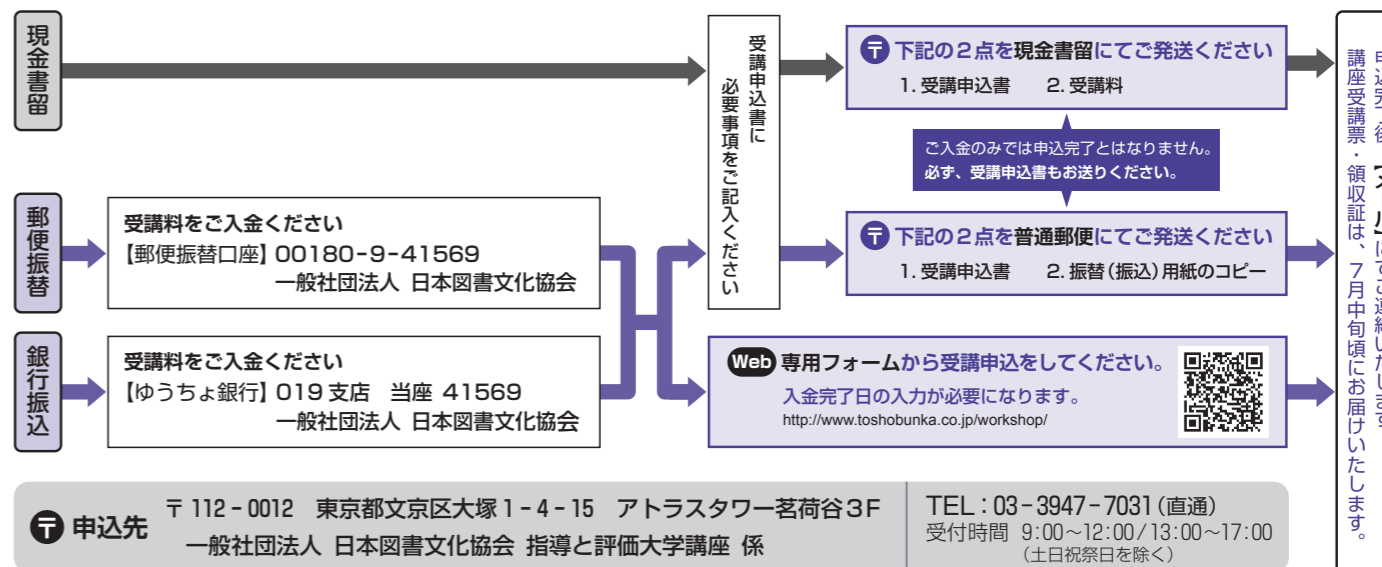 現金書留
受講申込書に
必要事項をご記入ください
〒 下記の2点を現金書留にてご発送ください
1. 受講申込書 2. 受講料
ご入金のみでは申込完了とはなりません。
必ず、受講申込書もお送りください。
郵便振替
受講料をご入金ください
【郵便振替口座】00180-9-41569
一般社団法人 日本図書文化協会
〒 下記の2点を普通郵便にてご発送ください
1. 受講申込書 2. 振替(振込)用紙のコピー
銀行振込
受講料をご入金ください
【ゆうちょ銀行】019支店 当座 41569
一般社団法人 日本図書文化協会
Web 専用フォームから受講申込をしてください。
入金完了日の入力が必要になります。
http://www.toshobunka.co.jp/workshop/
講座受講票・領収証は、7月中旬頃にお届けいたします。
〒 申込先
〒112-0012 東京都文京区大塚1-4-15 アトラスタワー茗荷谷3F
一般社団法人 日本図書文化協会 指導と評価大学講座 係
TEL:03-3947-7031(直通)
受付時間 9:00~12:00/13:00~17:00
(土日祝祭日を除く)